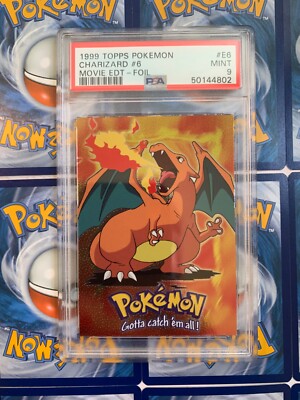 1999 TOPPS POKEMON #E6
CHARIZARD #6 MINT
MOVIE EDT-FOIL PSA 9
50144802
POKéMON
Gotta catch 'em all!